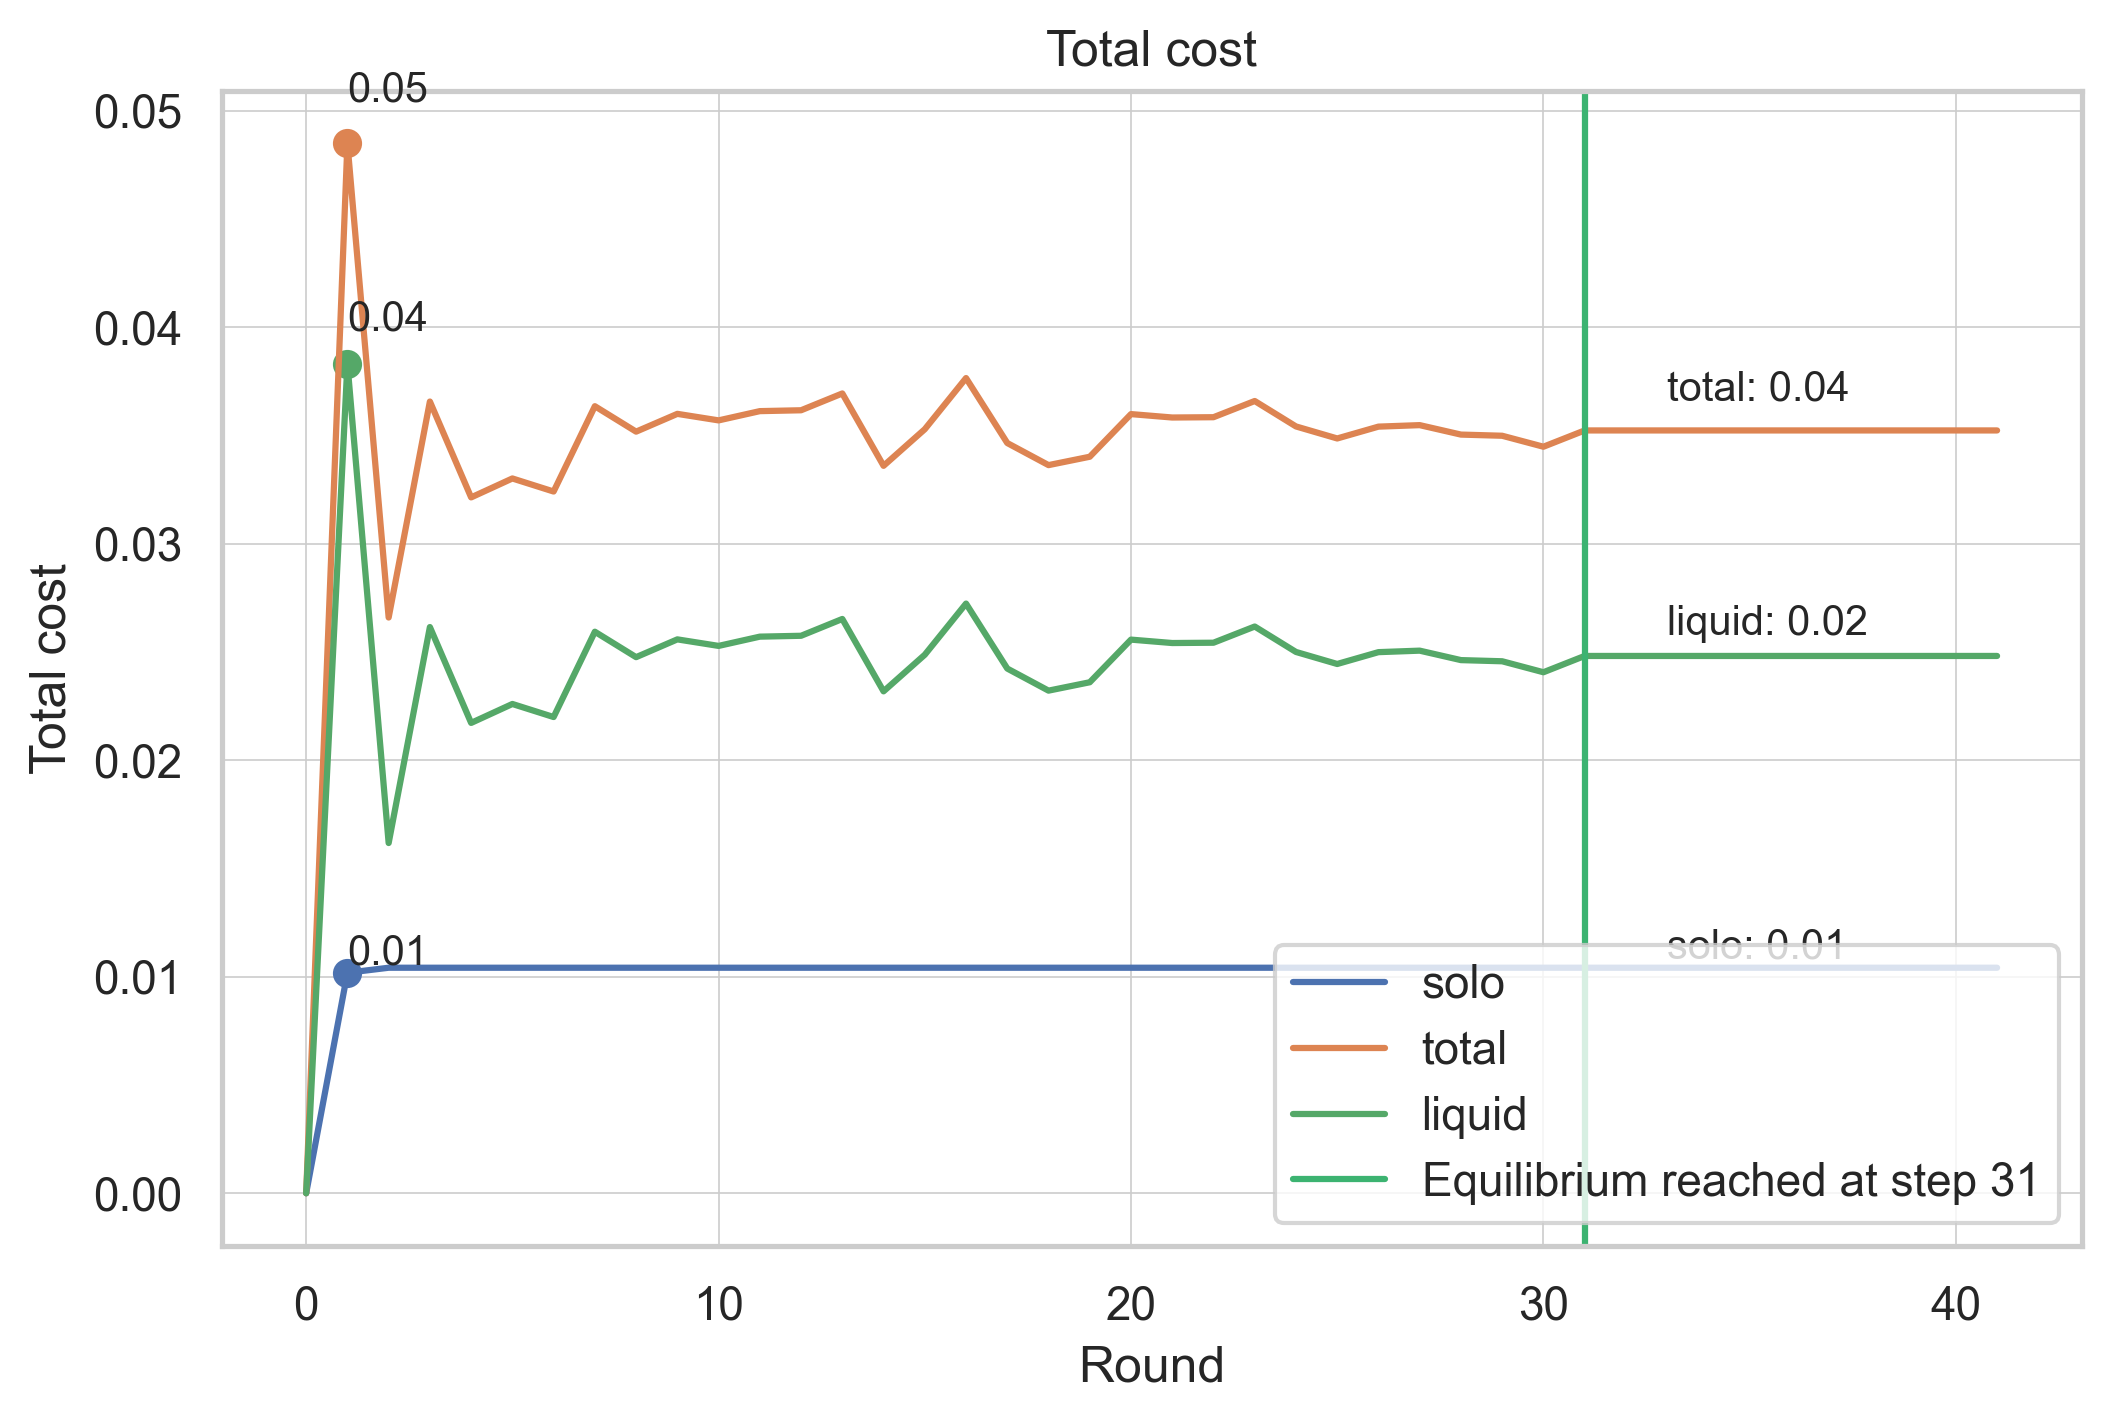 Total cost
0.05
0.05
0.04
0.04
total: 0.04
0.03
liquid: 0.02
Total cost
0.02
0.01
solo: 0.01
0.01
solo
total
liquid
Equilibrium reached at step 31
0.00
0
10
20
30
40
Round